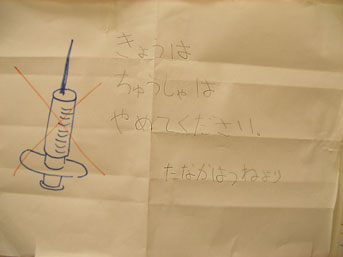 きょうは
ちゅうしゃは
やめてください。
たなかはつねより